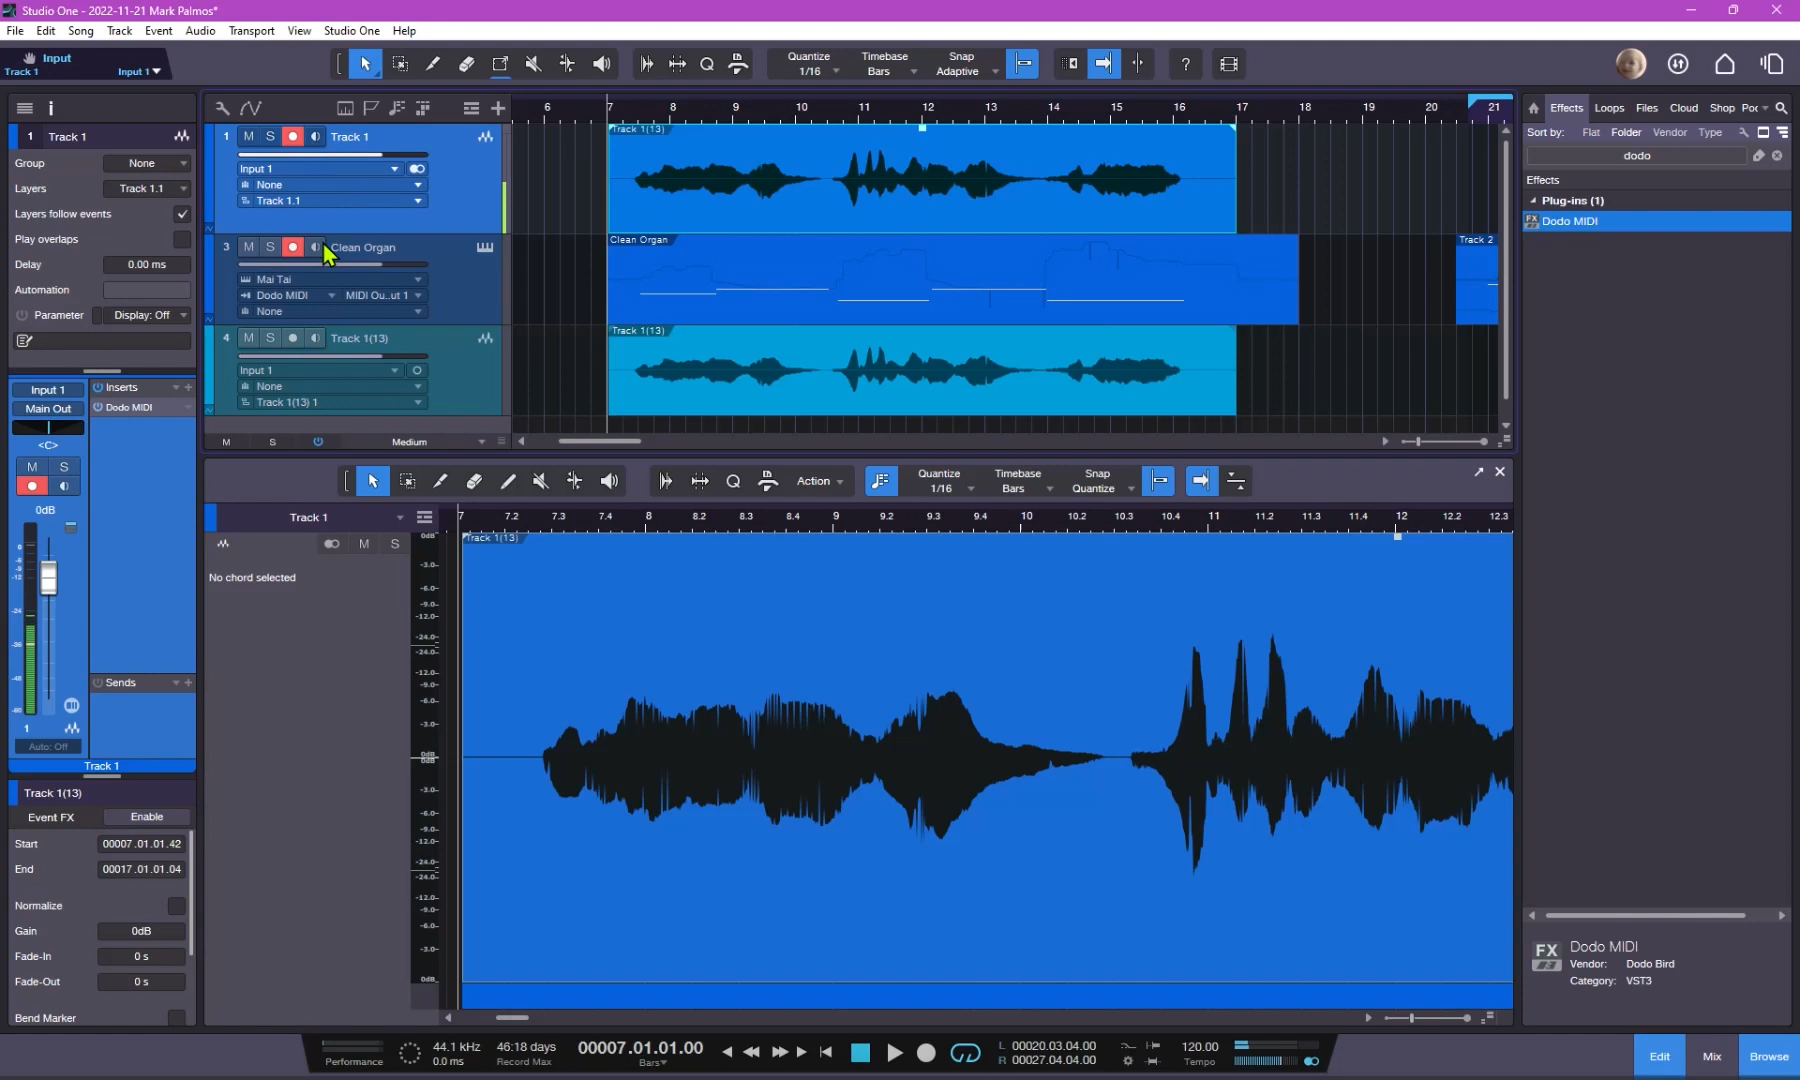 Studio One - 2022-11-21 Mark Palmos*
File Edit Song Track Event Audio Transport View Studio One Help
Input
Track 1 Input 1
Quantize
1/16
Timebase
Bars
Snap
Adaptive
?
1 Track 1
Group None
Layers Track 1.1
Layers follow events
Play overlaps
Delay 0.00 ms
Automation
Parameter Display: Off
Input 1
Main Out
<C>
M S
0dB
Inserts
Dodo MIDI
Sends
1
Auto: Off
Track 1
Track 1(13)
Event FX Enable
Start 00007.01.01.42
End 00017.01.01.04
Normalize
Gain 0dB
Fade-In 0 s
Fade-Out 0 s
Bend Marker
6 7 8 9 10 11 12 13 14 15 16 17 18 19 20 21
1 M S Track 1
Input 1
None
Track 1.1
3 M S Clean Organ
Mai Tai
Dodo MIDI MIDI Ou..ut 1
None
4 M S Track 1(13)
Input 1
None
Track 1(13) 1
M S Medium
Track 1(13)
Clean Organ
Track 2
Track 1(13)
Action
Quantize
1/16
Timebase
Bars
Snap
Quantize
Track 1
M S
No chord selected
7 7.2 7.3 7.4 8 8.2 8.3 8.4 9 9.2 9.3 9.4 10 10.2 10.3 10.4 11 11.2 11.3 11.4 12 12.2 12.3
Track 1(13)
0dB
-3.0
-6.0
-9.0
-12.0
-24.0
-12.0
-9.0
-6.0
-3.0
0dB
0dB
-3.0
-6.0
-9.0
-12.0
-24.0
-24.0
-12.0
-9.0
-6.0
-3.0
0dB
Effects Loops Files Cloud Shop Poc
Sort by: Flat Folder Vendor Type
dodo
Effects
Plug-ins (1)
FX Dodo MIDI
FX
Dodo MIDI
Vendor: Dodo Bird
Category: VST3
Performance
44.1 kHz
0.0 ms
46:18 days
Record Max
00007.01.01.00
Bars
L 00020.03.04.00
R 00027.04.04.00
120.00
Tempo
Edit Mix Browse